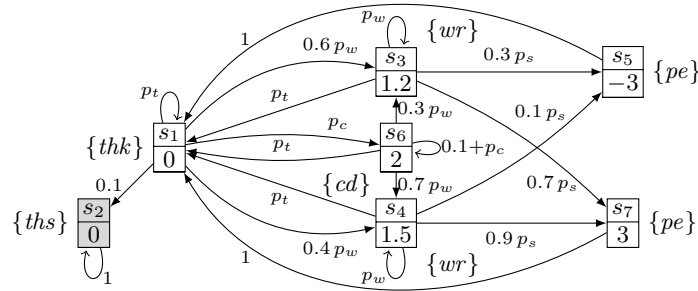 p_w
{wr}
1
0.6 p_w
s_3
1.2
0.3 p_s
s_5
−3
{pe}
p_t
p_t
0.3 p_w
0.1 p_s
{thk}
s_1
0
p_c
p_t
s_6
2
0.1+p_c
{cd}
0.7 p_w
0.1
p_t
0.7 p_s
{ths}
s_2
0
1
0.4 p_w
s_4
1.5
0.9 p_s
s_7
3
{pe}
1
p_w
{wr}